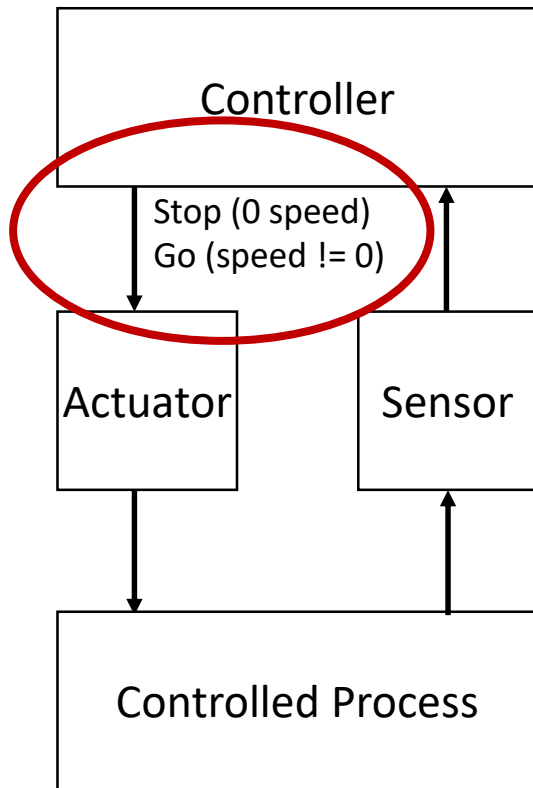 Controller
Stop (0 speed)
Go (speed != 0)
Actuator
Sensor
Controlled Process